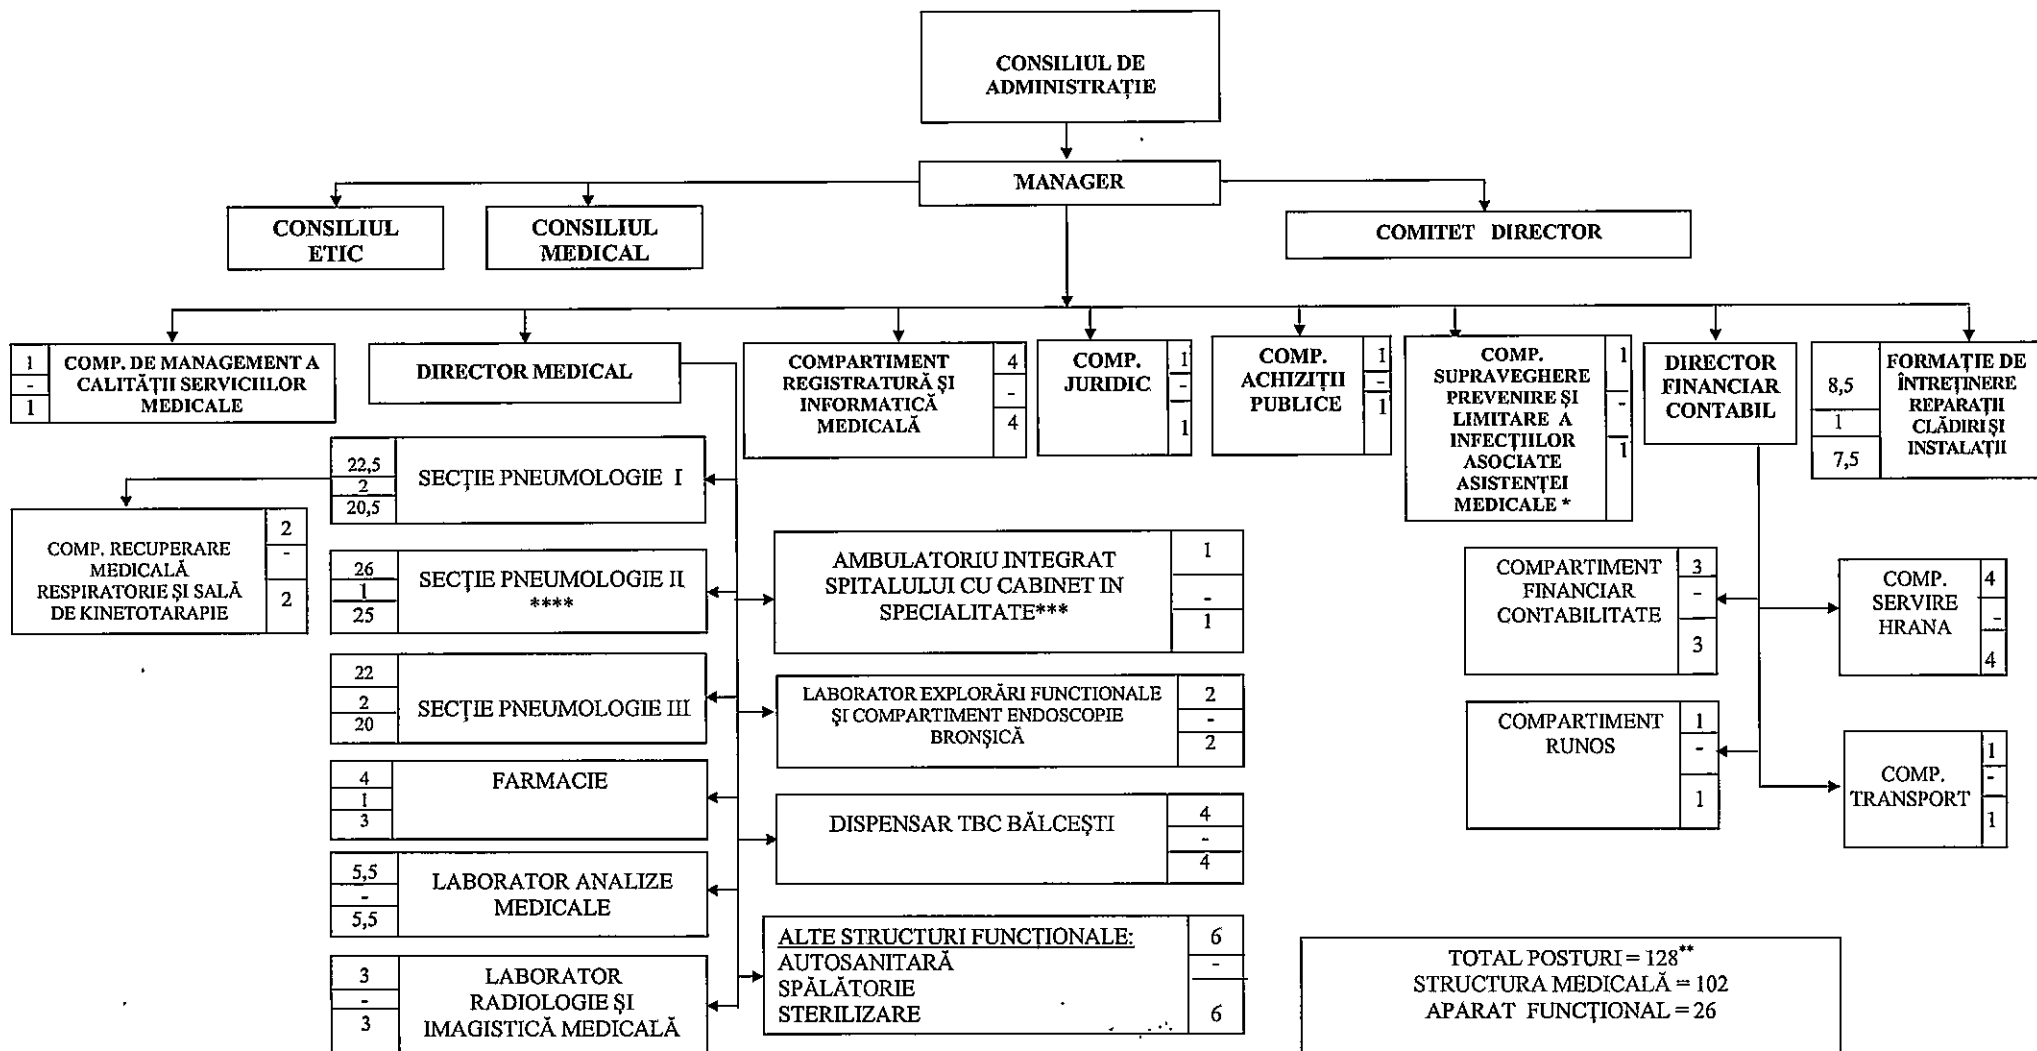 CONSILIUL DE
ADMINISTRAȚIE
MANAGER
CONSILIUL
ETIC
CONSILIUL
MEDICAL
COMITET DIRECTOR
1
-
1
COMP. DE MANAGEMENT A
CALITĂȚII SERVICIILOR
MEDICALE
DIRECTOR MEDICAL
COMPARTIMENT
REGISTRATURĂ ȘI
INFORMATICĂ
MEDICALĂ
4
-
4
COMP.
JURIDIC
1
-
1
COMP.
ACHIZIȚII
PUBLICE
1
-
1
COMP.
SUPRAVEGHERE
PREVENIRE ȘI
LIMITARE A
INFECȚIILOR
ASOCIATE
ASISTENȚEI
MEDICALE *
1
-
1
DIRECTOR
FINANCIAR
CONTABIL
8,5
1
7,5
FORMAȚIE DE
ÎNTREȚINERE
REPARAȚII
CLĂDIRI ȘI
INSTALAȚII
22,5
2
20,5
SECȚIE PNEUMOLOGIE I
COMP. RECUPERARE
MEDICALĂ
RESPIRATORIE ȘI SALĂ
DE KINETOTARAPIE
2
-
2
26
1
25
SECȚIE PNEUMOLOGIE II
****
AMBULATORIU INTEGRAT
SPITALULUI CU CABINET IN
SPECIALITATE***
1
-
1
COMPARTIMENT
FINANCIAR
CONTABILITATE
3
-
3
COMP.
SERVIRE
HRANA
4
-
4
22
2
20
SECȚIE PNEUMOLOGIE III
LABORATOR EXPLORĂRI FUNCTIONALE
ȘI COMPARTIMENT ENDOSCOPIE
BRONȘICĂ
2
-
2
COMPARTIMENT
RUNOS
1
-
1
COMP.
TRANSPORT
1
-
1
4
1
3
FARMACIE
DISPENSAR TBC BĂLCEȘTI
4
-
4
5,5
-
5,5
LABORATOR ANALIZE
MEDICALE
ALTE STRUCTURI FUNCȚIONALE:
AUTOSANITARĂ
SPĂLĂTORIE
STERILIZARE
6
-
6
3
-
3
LABORATOR
RADIOLOGIE ȘI
IMAGISTICĂ MEDICALĂ
TOTAL POSTURI = 128**
STRUCTURA MEDICALĂ = 102
APARAT FUNCȚIONAL = 26